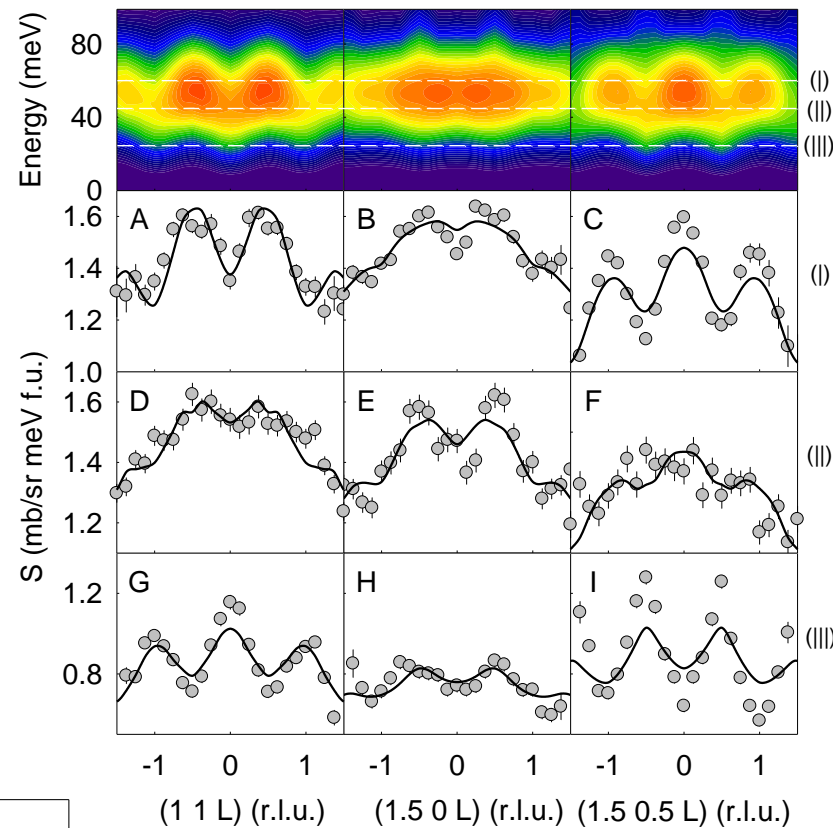 Energy (meV)
80
40
0
(I)
(II)
(III)
S (mb/sr meV f.u.)
1.6
1.4
1.2
1.0
A
B
C
(I)
1.6
1.4
1.2
D
E
F
(II)
1.2
0.8
G
H
I
(III)
-1 0 1 -1 0 1 -1 0 1
(1 1 L) (r.l.u.) (1.5 0 L) (r.l.u.) (1.5 0.5 L) (r.l.u.)